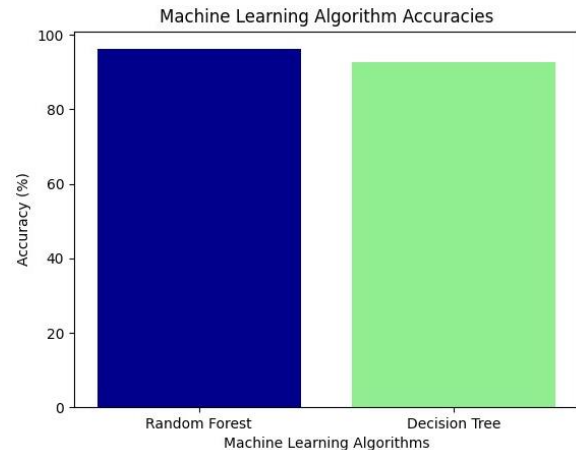 Machine Learning Algorithm Accuracies
100
80
60
40
20
0
Accuracy (%)
Random Forest Decision Tree
Machine Learning Algorithms